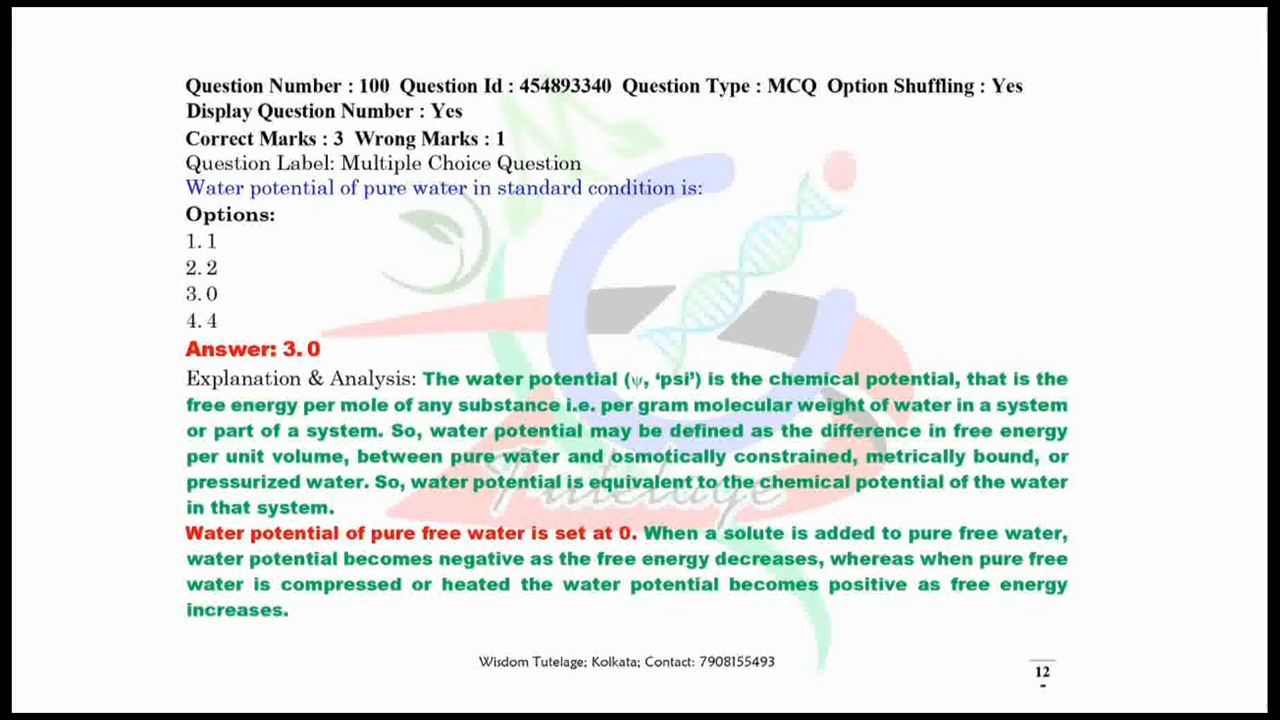 Question Number : 100 Question Id : 454893340 Question Type : MCQ Option Shuffling : Yes
Display Question Number : Yes
Correct Marks : 3 Wrong Marks : 1
Question Label: Multiple Choice Question
Water potential of pure water in standard condition is:
Options:
1. 1
2. 2
3. 0
4. 4
Answer: 3. 0
Explanation & Analysis: The water potential (ψ, ‘psi’) is the chemical potential, that is the
free energy per mole of any substance i.e. per gram molecular weight of water in a system
or part of a system. So, water potential may be defined as the difference in free energy
per unit volume, between pure water and osmotically constrained, metrically bound, or
pressurized water. So, water potential is equivalent to the chemical potential of the water
in that system.
Water potential of pure free water is set at 0. When a solute is added to pure free water,
water potential becomes negative as the free energy decreases, whereas when pure free
water is compressed or heated the water potential becomes positive as free energy
increases.
Tutelage
Wisdom Tutelage; Kolkata; Contact: 7908155493
12
-